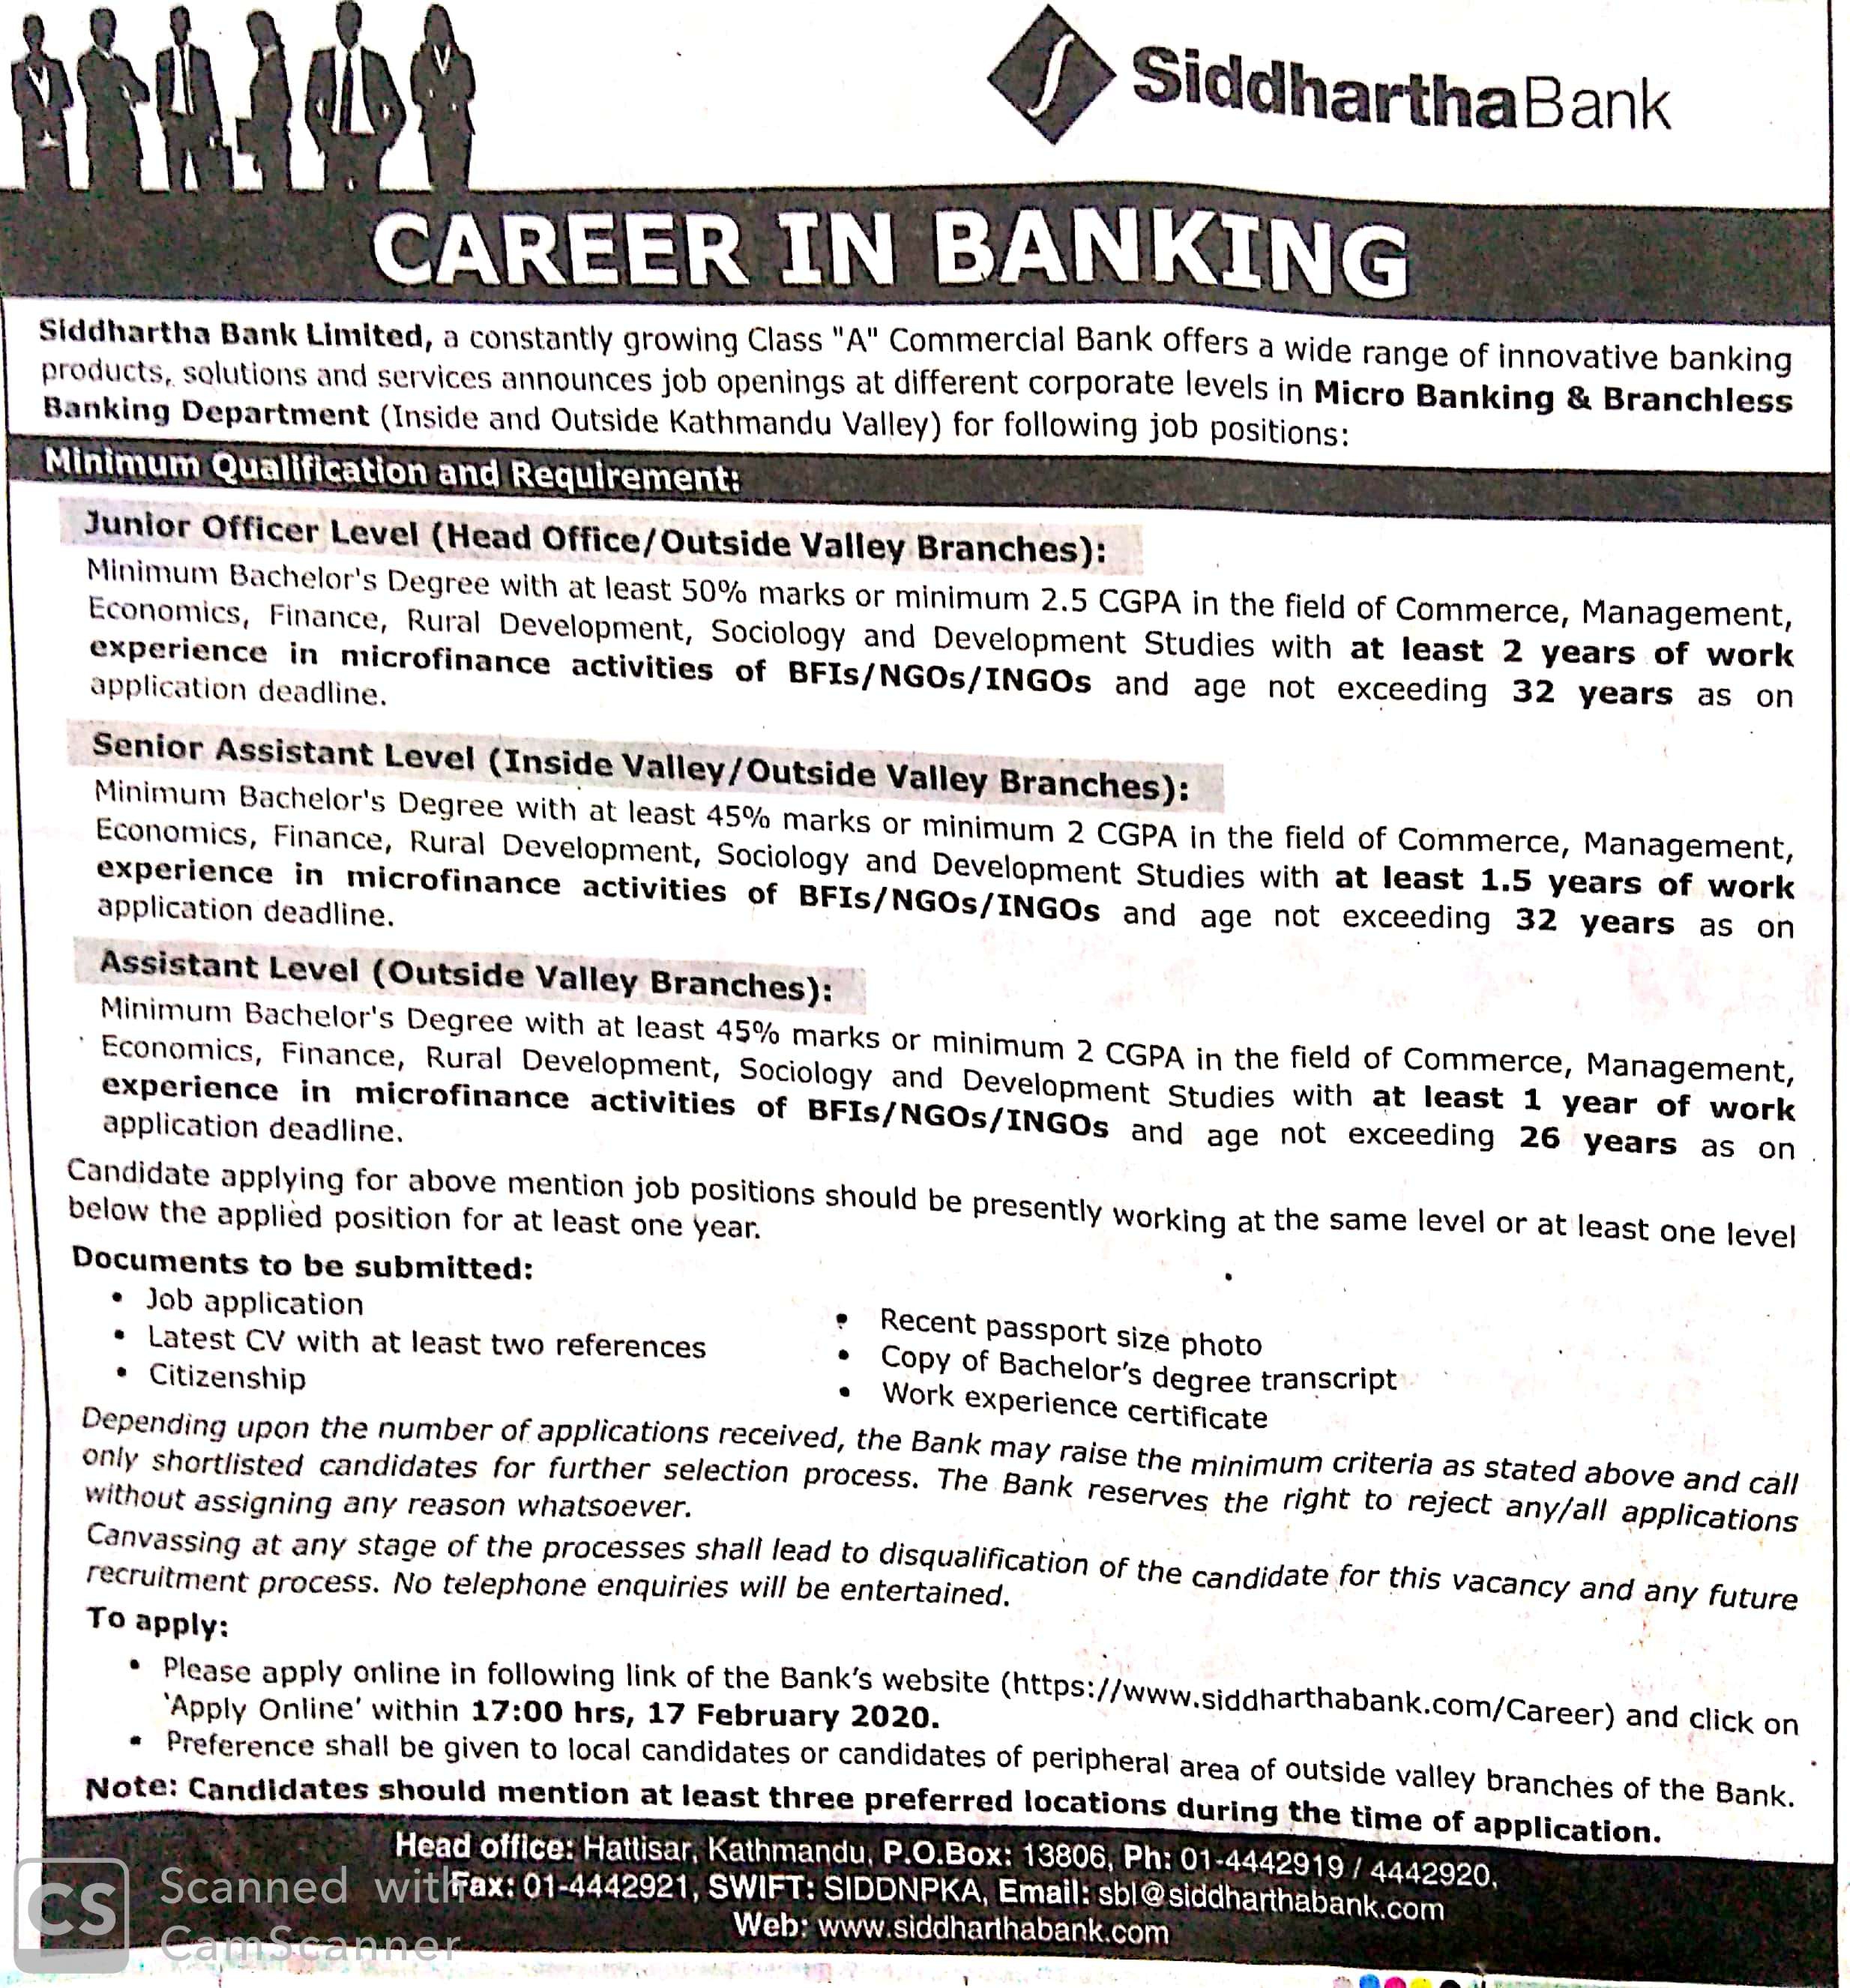 SiddharthaBank
CAREER IN BANKING
Siddhartha Bank Limited, a constantly growing Class "A" Commercial Bank offers a wide range of innovative banking
products, solutions and services announces job openings at different corporate levels in Micro Banking & Branchless
Banking Department (Inside and Outside Kathmandu Valley) for following job positions:
Minimum Qualification and Requirement:
Junior Officer Level (Head Office/Outside Valley Branches):
Minimum Bachelor's Degree with at least 50% marks or minimum 2.5 CGPA in the field of Commerce, Management,
Economics, Finance, Rural Development, Sociology and Development Studies with at least 2 years of work
experience in microfinance activities of BFIs/NGOs/INGOs and age not exceeding 32 years as on
application deadline.
Senior Assistant Level (Inside Valley/Outside Valley Branches):
Minimum Bachelor's Degree with at least 45% marks or minimum 2 CGPA in the field of Commerce, Management,
Economics, Finance, Rural Development, Sociology and Development Studies with at least 1.5 years of work
experience in microfinance activities of BFIs/NGOs/INGOs and age not exceeding 32 years as on
application deadline.
Assistant Level (Outside Valley Branches):
Minimum Bachelor's Degree with at least 45% marks or minimum 2 CGPA in the field of Commerce, Management,
Economics, Finance, Rural Development, Sociology and Development Studies with at least 1 year of work
experience in microfinance activities of BFIs/NGOs/INGOs and age not exceeding 26 years as on
application deadline.
Candidate applying for above mention job positions should be presently working at the same level or at least one level
below the applied position for at least one year.
Documents to be submitted:
• Job application
• Latest CV with at least two references
• Citizenship
• Recent passport size photo
• Copy of Bachelor's degree transcript
• Work experience certificate
Depending upon the number of applications received, the Bank may raise the minimum criteria as stated above and call
only shortlisted candidates for further selection process. The Bank reserves the right to reject any/all applications
without assigning any reason whatsoever.
Canvassing at any stage of the processes shall lead to disqualification of the candidate for this vacancy and any future
recruitment process. No telephone enquiries will be entertained.
To apply:
• Please apply online in following link of the Bank's website (https://www.siddharthabank.com/Career) and click on
'Apply Online' within 17:00 hrs, 17 February 2020.
• Preference shall be given to local candidates or candidates of peripheral area of outside valley branches of the Bank.
Note: Candidates should mention at least three preferred locations during the time of application.
Head office: Hattisar, Kathmandu, P.O.Box: 13806, Ph: 01-4442919 / 4442920,
Fax: 01-4442921, SWIFT: SIDDNPKA, Email: sbl@siddharthabank.com
Web: www.siddharthabank.com
CS
Scanned with
CamScanner